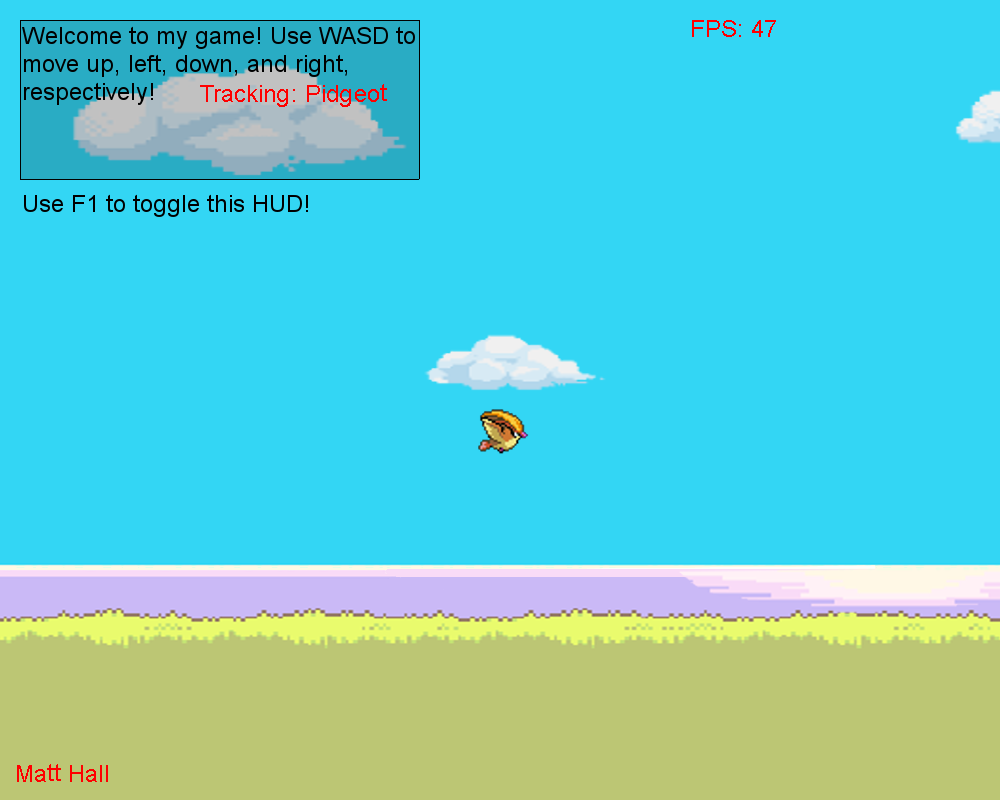 Welcome to my game! Use WASD to
move up, left, down, and right,
respectively!
Tracking: Pidgeot
Use F1 to toggle this HUD!
FPS: 47
Matt Hall